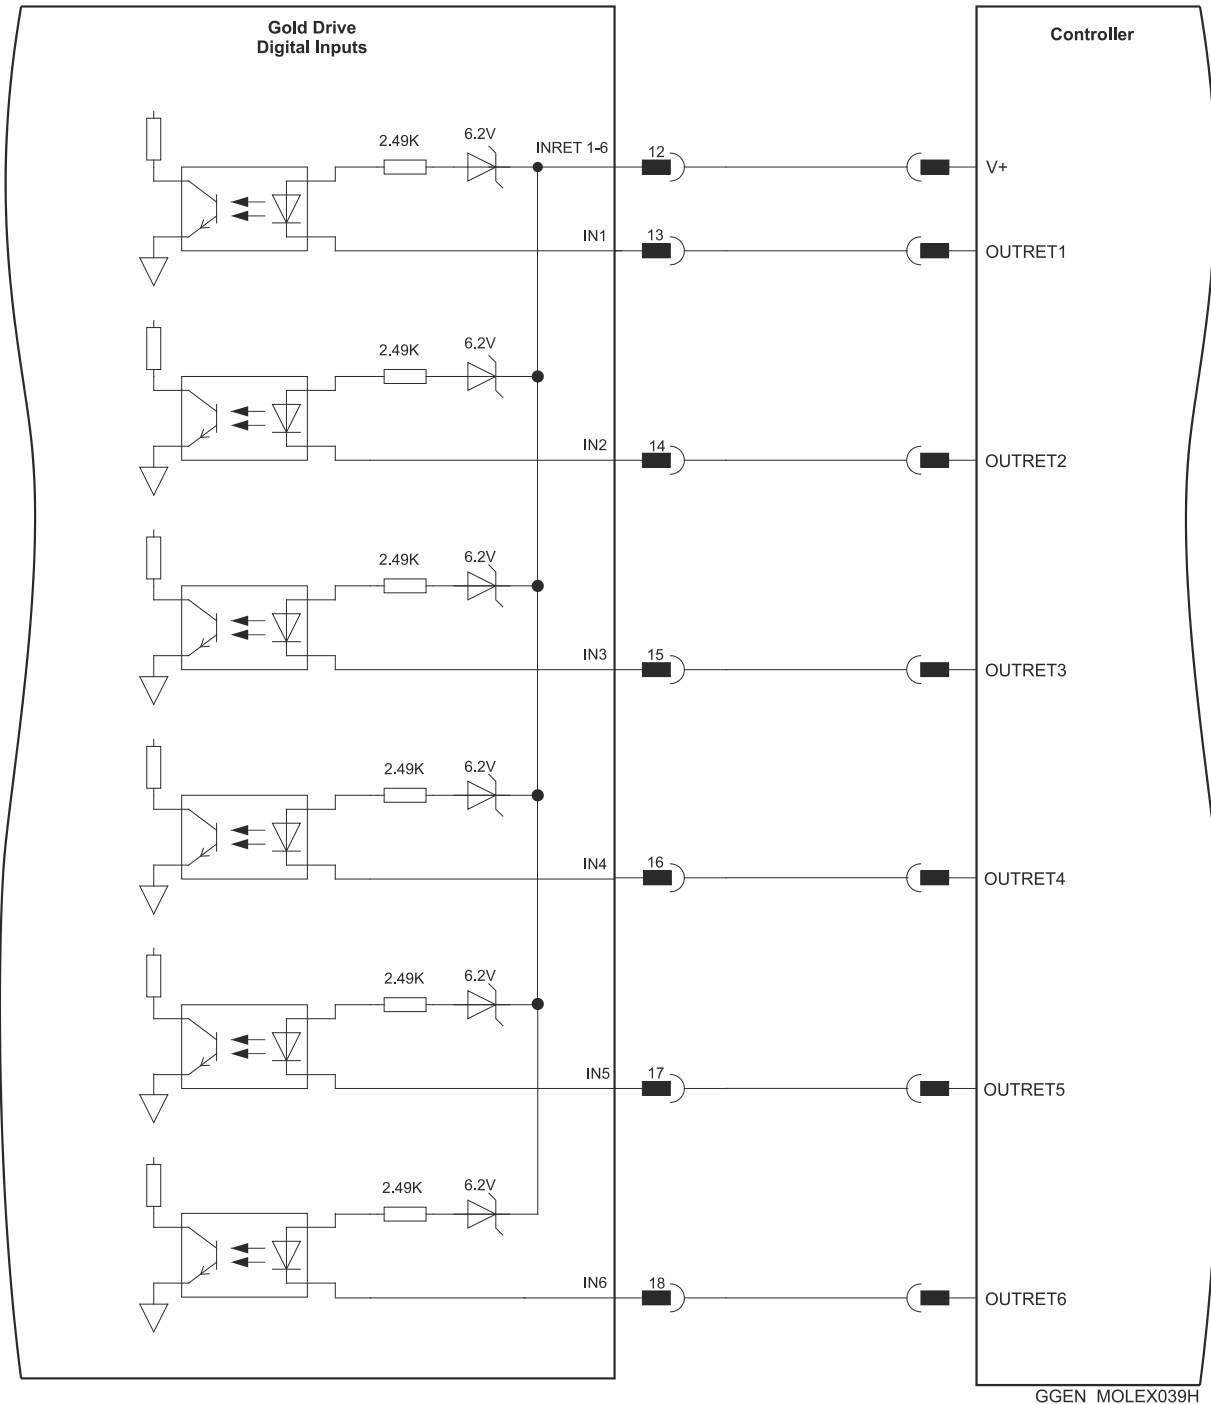 Gold Drive
Digital Inputs
Controller
2.49K
6.2V
INRET 1-6
12
V+
IN1
13
OUTRET1
2.49K
6.2V
IN2
14
OUTRET2
2.49K
6.2V
IN3
15
OUTRET3
2.49K
6.2V
IN4
16
OUTRET4
2.49K
6.2V
IN5
17
OUTRET5
2.49K
6.2V
IN6
18
OUTRET6
GGEN_MOLEX039H